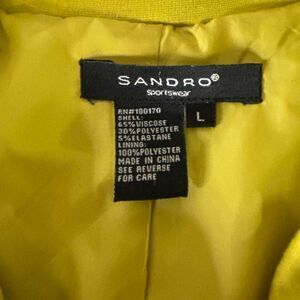 SANDRO®
Sportswear
L
RN#100170
SHELL:
65%VISCOSE
30%POLYESTER
5%ELASTANE
LINING:
100%POLYESTER
MADE IN CHINA
SEE REVERSE
FOR CARE